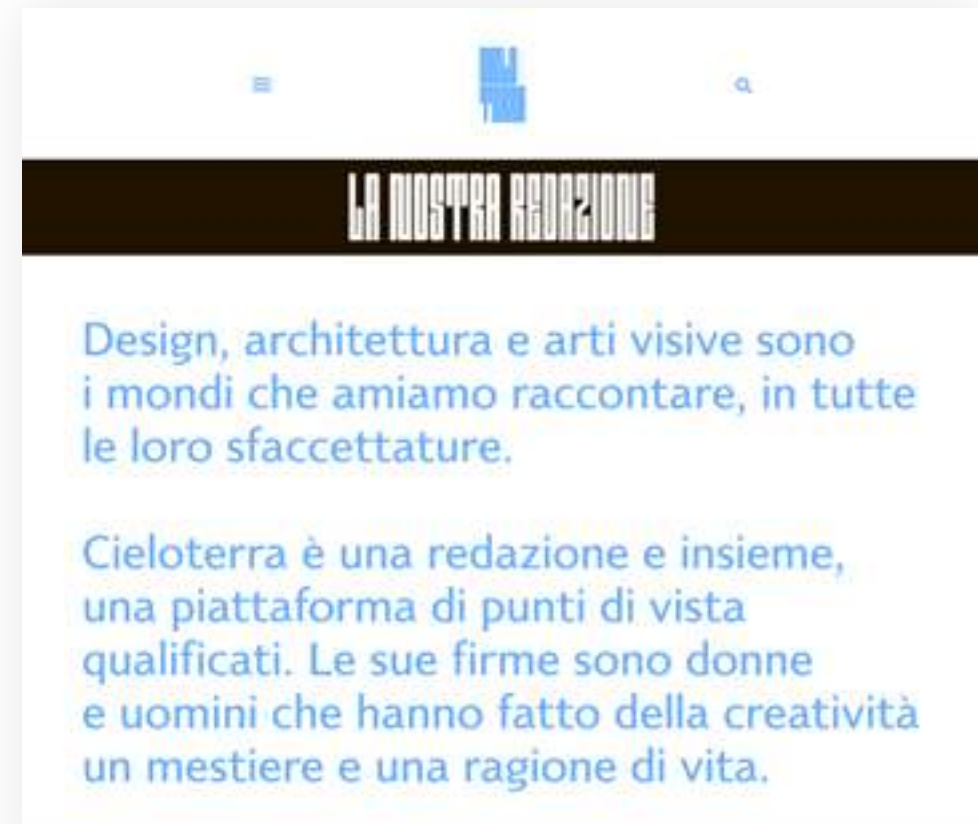 LA NOSTRA REDAZIONE
Design, architettura e arti visive sono
i mondi che amiamo raccontare, in tutte
le loro sfaccettature.
Cieloterra è una redazione e insieme,
una piattaforma di punti di vista
qualificati. Le sue firme sono donne
e uomini che hanno fatto della creatività
un mestiere e una ragione di vita.